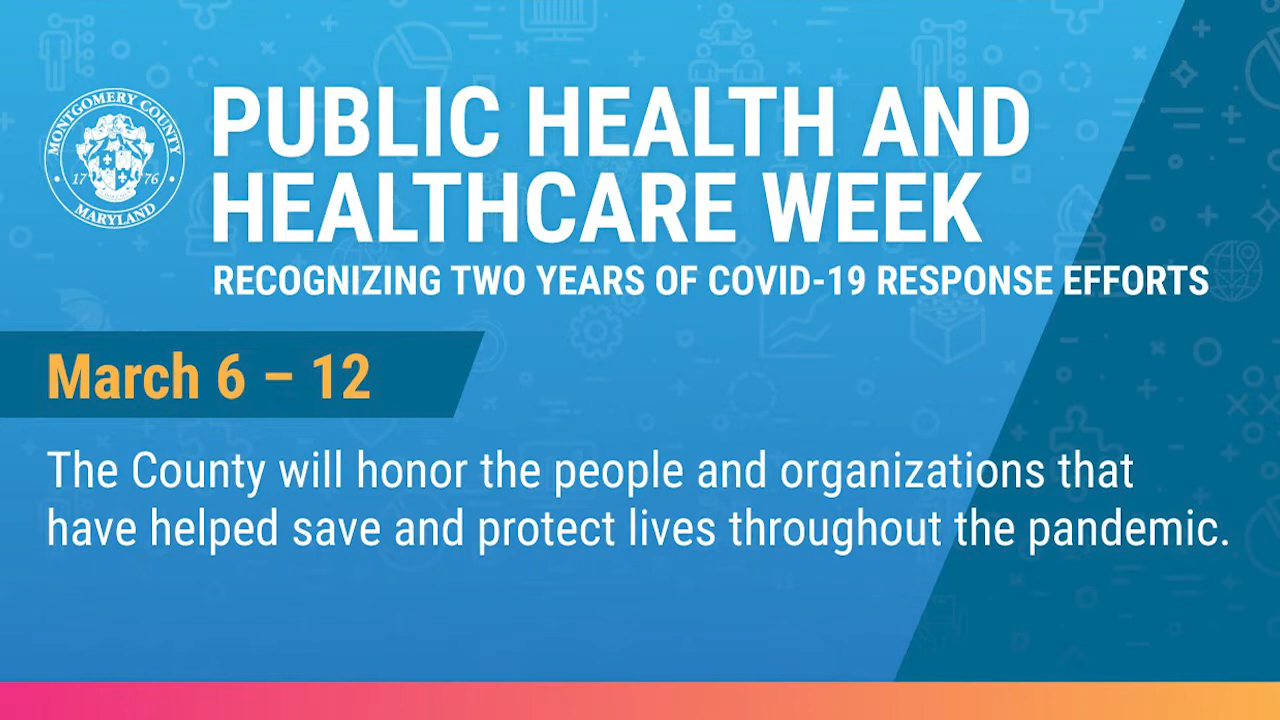 MONTGOMERY COUNTY
17 76
MARYLAND
PUBLIC HEALTH AND
HEALTHCARE WEEK
RECOGNIZING TWO YEARS OF COVID-19 RESPONSE EFFORTS
March 6 – 12
The County will honor the people and organizations that
have helped save and protect lives throughout the pandemic.